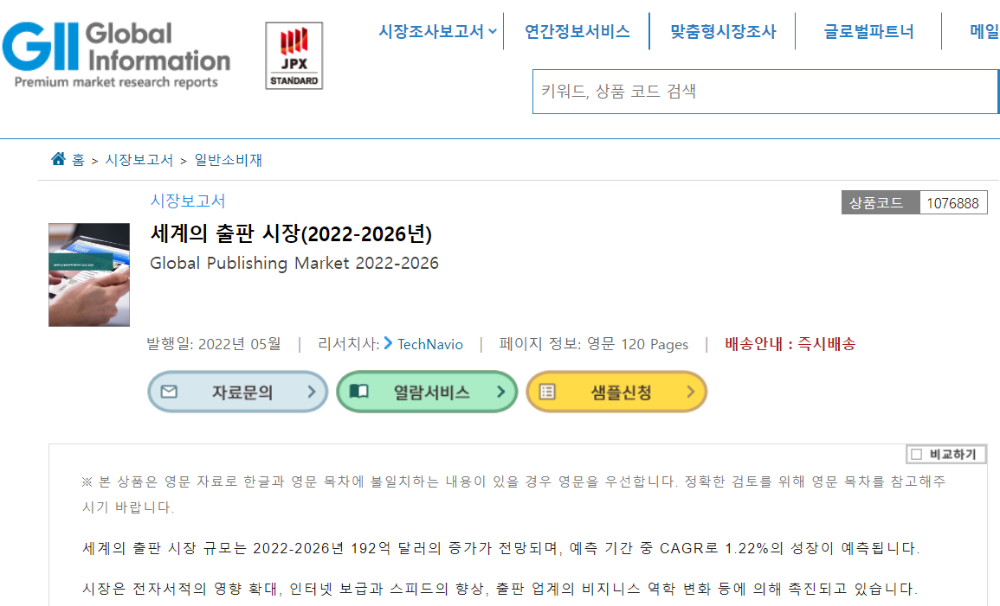 GII Global Information
Premium market research reports
JPX
STANDARD
시장조사보고서
연간정보서비스
맞춤형시장조사
글로벌파트너
메일
키워드, 상품 코드 검색
홈 > 시장보고서 > 일반소비재
시장보고서
상품코드 1076888
세계의 출판 시장(2022-2026년)
Global Publishing Market 2022-2026
발행일: 2022년 05월 | 리서치사: TechNavio | 페이지 정보: 영문 120 Pages | 배송안내 : 즉시배송
자료문의
열람서비스
샘플신청
비교하기
※ 본 상품은 영문 자료로 한글과 영문 목차에 불일치하는 내용이 있을 경우 영문을 우선합니다. 정확한 검토를 위해 영문 목차를 참고해주
시기 바랍니다.
세계의 출판 시장 규모는 2022-2026년 192억 달러의 증가가 전망되며, 예측 기간 중 CAGR로 1.22%의 성장이 예측됩니다.
시장은 전자서적의 영향 확대, 인터넷 보급과 스피드의 향상, 출판 업계의 비지니스 역학 변화 등에 의해 촉진되고 있습니다.